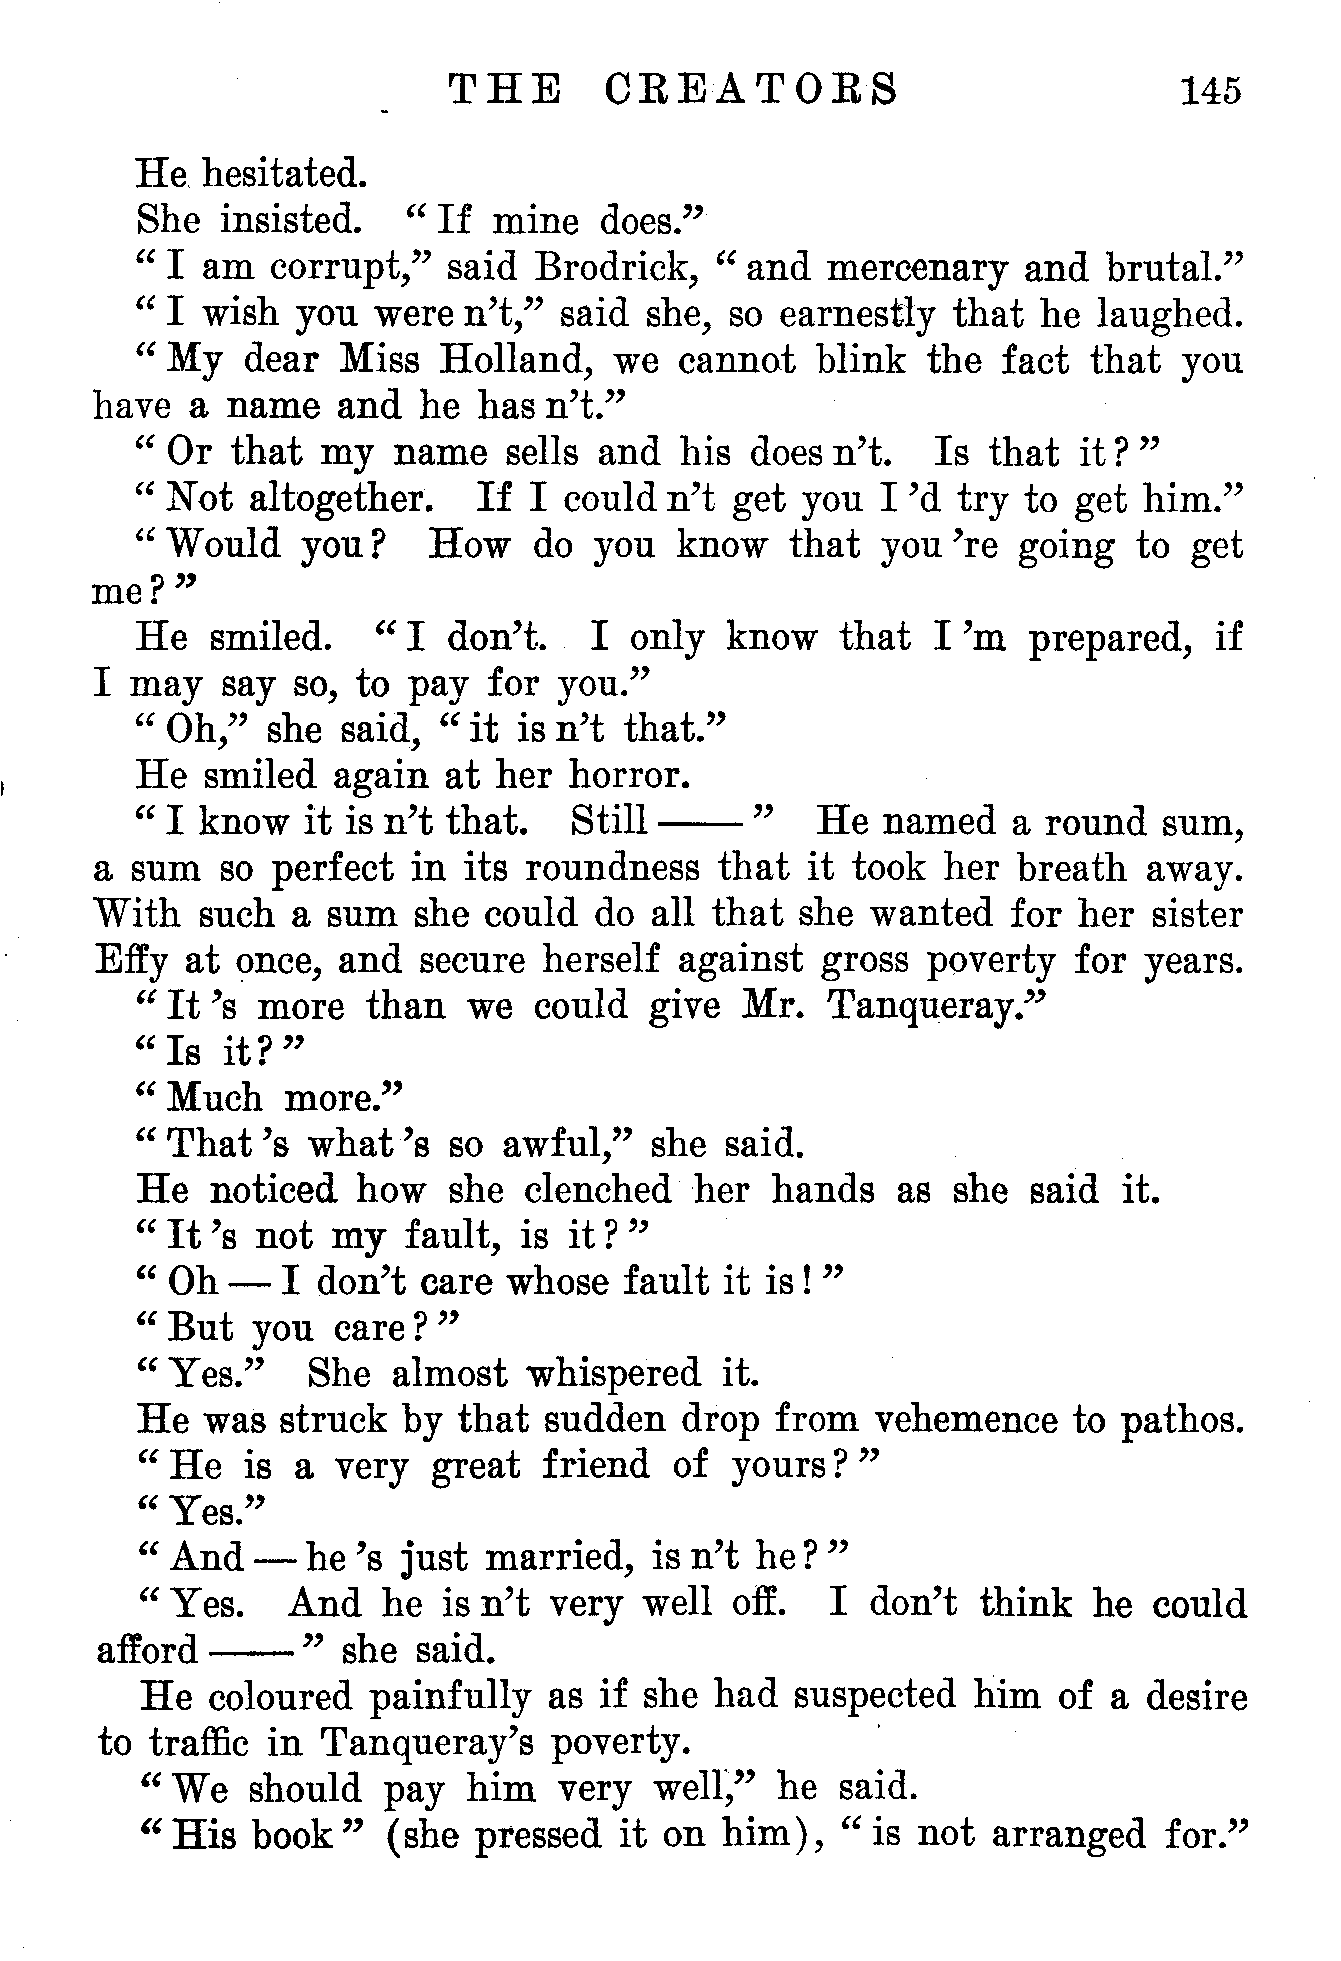 THE CREATORS 145
He hesitated.
She insisted. “If mine does.”
“I am corrupt,” said Brodrick, “and mercenary and brutal.”
“I wish you were n’t,” said she, so earnestly that he laughed.
“My dear Miss Holland, we cannot blink the fact that you
have a name and he has n’t.”
“Or that my name sells and his does n’t. Is that it?”
“Not altogether. If I could n’t get you I ’d try to get him.”
“Would you? How do you know that you ’re going to get
me?”
He smiled. “I don’t. I only know that I ’m prepared, if
I may say so, to pay for you.”
“Oh,” she said, “it is n’t that.”
He smiled again at her horror.
“I know it is n’t that. Still ——” He named a round sum,
a sum so perfect in its roundness that it took her breath away.
With such a sum she could do all that she wanted for her sister
Effy at once, and secure herself against gross poverty for years.
“It ’s more than we could give Mr. Tanqueray.”
“Is it?”
“Much more.”
“That ’s what ’s so awful,” she said.
He noticed how she clenched her hands as she said it.
“It ’s not my fault, is it?”
“Oh — I don’t care whose fault it is!”
“But you care?”
“Yes.” She almost whispered it.
He was struck by that sudden drop from vehemence to pathos.
“He is a very great friend of yours?”
“Yes.”
“And — he ’s just married, is n’t he?”
“Yes. And he is n’t very well off. I don’t think he could
afford ——” she said.
He coloured painfully as if she had suspected him of a desire
to traffic in Tanqueray’s poverty.
“We should pay him very well,” he said.
“His book” (she pressed it on him), “is not arranged for.”